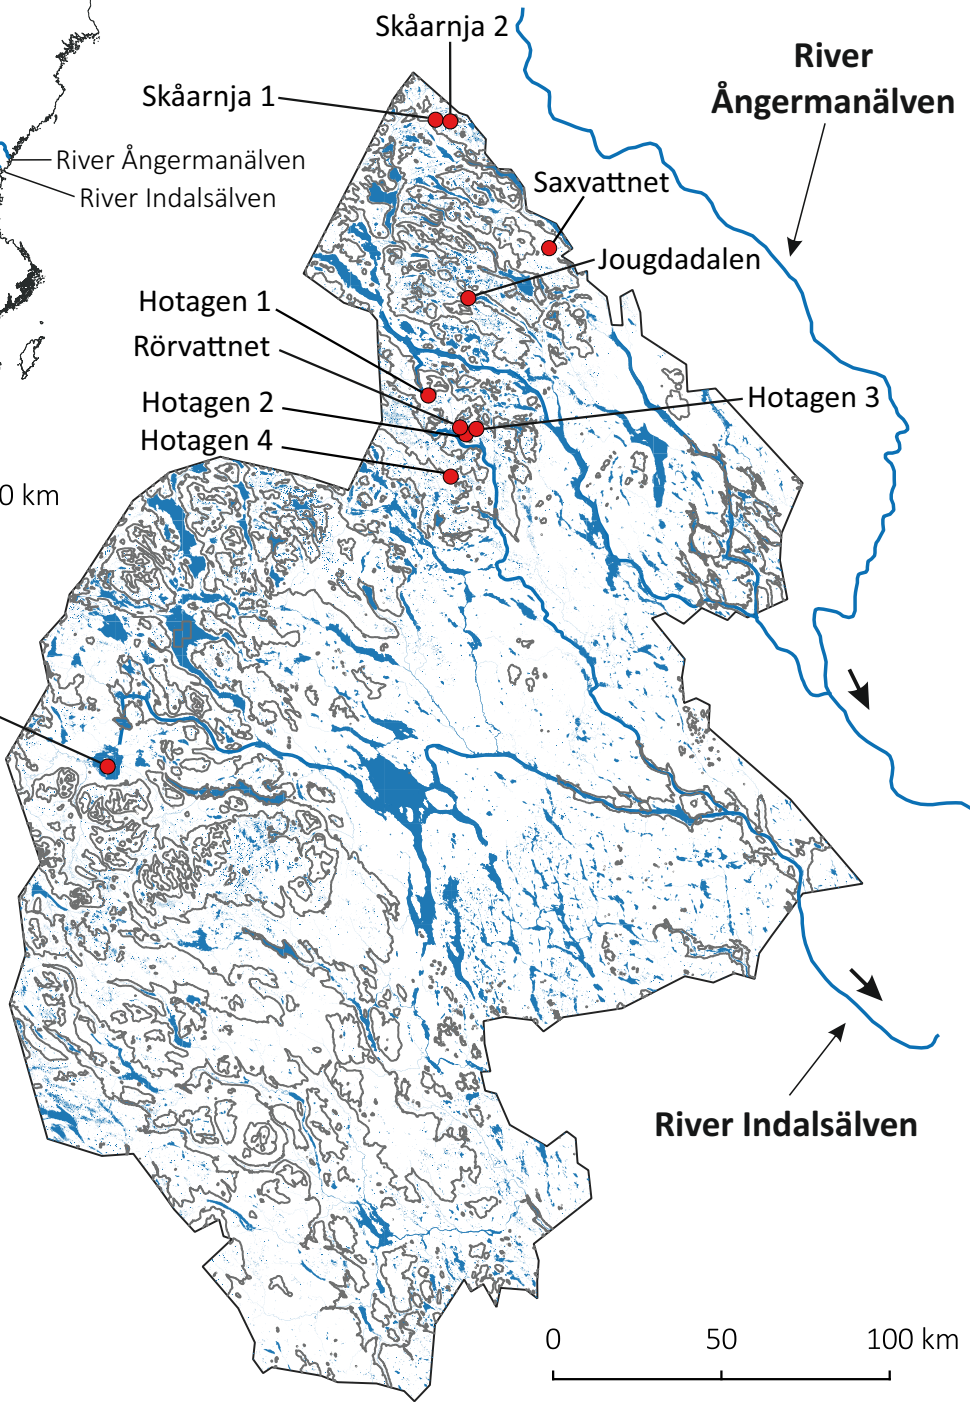 Skåarnja 2
River
Ångermanälven
Skåarnja 1
River Ångermanälven
River Indalsälven
Saxvattnet
Jougdadalen
Hotagen 1
Rörvattnet
Hotagen 2
Hotagen 3
Hotagen 4
0 km
River Indalsälven
0 50 100 km